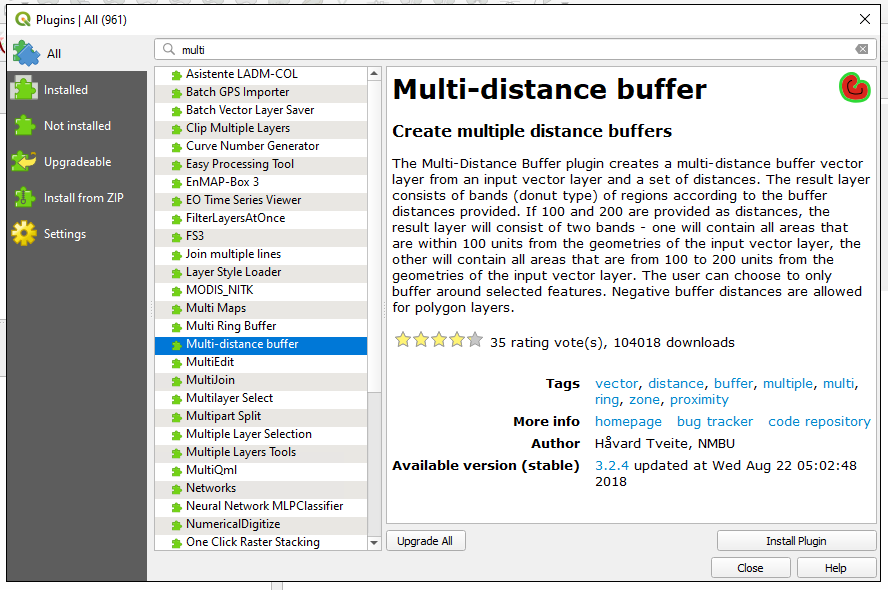 Plugins | All (961)
All
Installed
Not installed
Upgradeable
Install from ZIP
Settings
multi
Asistente LADM-COL
Batch GPS Importer
Batch Vector Layer Saver
Clip Multiple Layers
Curve Number Generator
Easy Processing Tool
EnMAP-Box 3
EO Time Series Viewer
FilterLayersAtOnce
FS3
Join multiple lines
Layer Style Loader
MODIS_NITK
Multi Maps
Multi Ring Buffer
Multi-distance buffer
MultiEdit
MultiJoin
Multilayer Select
Multipart Split
Multiple Layer Selection
Multiple Layers Tools
MultiQml
Networks
Neural Network MLPClassifier
NumericalDigitize
One Click Raster Stacking
Multi-distance buffer
Create multiple distance buffers
The Multi-Distance Buffer plugin creates a multi-distance buffer vector
layer from an input vector layer and a set of distances. The result layer
consists of bands (donut type) of regions according to the buffer
distances provided. If 100 and 200 are provided as distances, the
result layer will consist of two bands - one will contain all areas that
are within 100 units from the geometries of the input vector layer, the
other will contain all areas that are from 100 to 200 units from the
geometries of the input vector layer. The user can choose to only
buffer around selected features. Negative buffer distances are allowed
for polygon layers.
35 rating vote(s), 104018 downloads
Tags vector, distance, buffer, multiple, multi,
ring, zone, proximity
More info homepage bug tracker code repository
Author Håvard Tveite, NMBU
Available version (stable) 3.2.4 updated at Wed Aug 22 05:02:48
2018
Upgrade All
Install Plugin
Close
Help